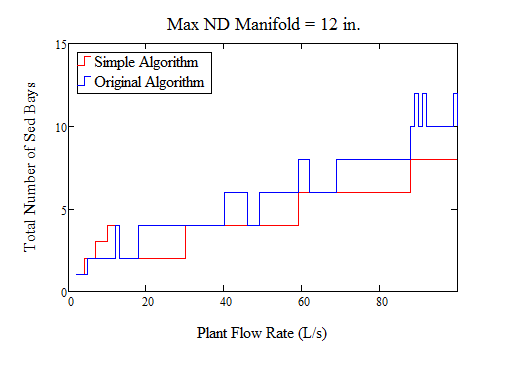 Max ND Manifold = 12 in.
15
Simple Algorithm
Original Algorithm
10
5
0
0 20 40 60 80
Total Number of Sed Bays
Plant Flow Rate (L/s)